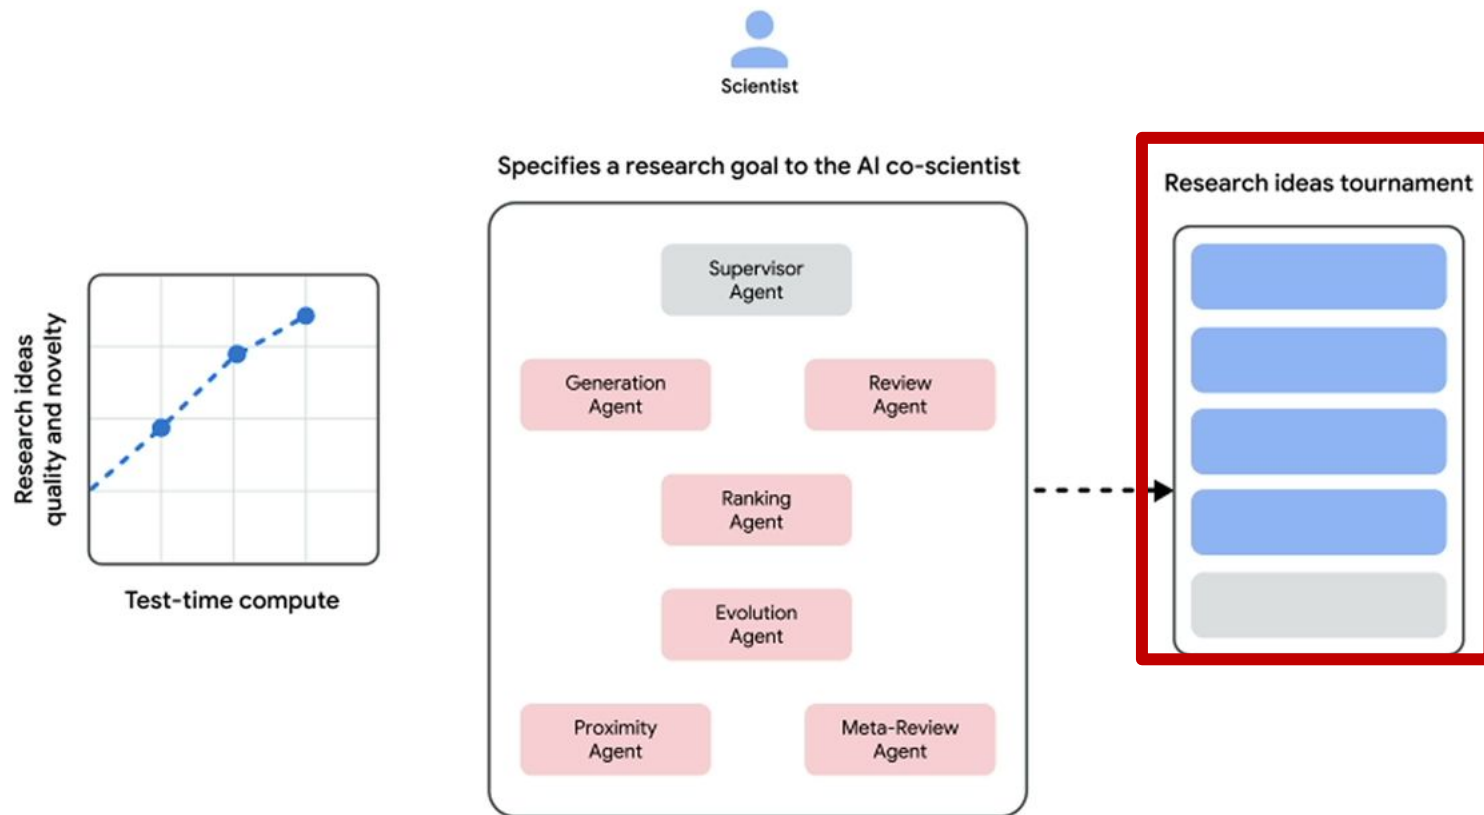 Scientist
Specifies a research goal to the AI co-scientist
Research ideas
quality and novelty
Test-time compute
Supervisor
Agent
Generation
Agent
Review
Agent
Ranking
Agent
Evolution
Agent
Proximity
Agent
Meta-Review
Agent
Research ideas tournament